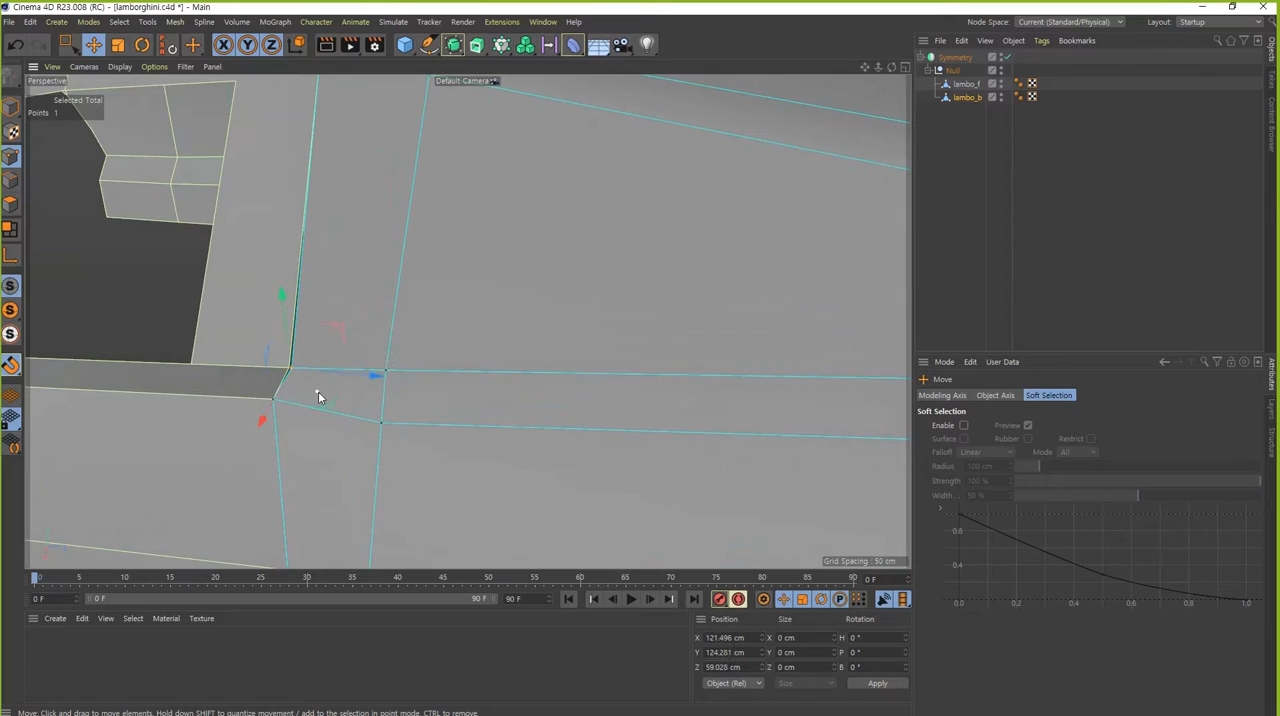 Cinema 4D R23.008 (RC) - [lamborghini.c4d *] - Main
File Edit Create Modes Select Tools Mesh Spline Volume MoGraph Character Animate Simulate Tracker Render Extensions Window Help
Node Space: Current (Standard/Physical) Layout: Startup
View Cameras Display Options Filter Panel
File Edit View Object Tags Bookmarks
Perspective
Default Camera
Selected Total
Points 1
Symmetry
Null
lambo_f
lambo_b
Objects
Takes
Content Browser
Mode Edit User Data
Move
Modeling Axis Object Axis Soft Selection
Soft Selection
Enable Preview
Surface Rubber Restrict
Falloff Linear Mode All
Radius 100 cm
Strength 100 %
Width . . 50 %
0.8
0.4
0.0 0.2 0.4 0.6 0.8 1.0
Attributes
Layers
Structure
Grid Spacing : 50 cm
0 5 10 15 20 25 30 35 40 45 50 55 60 65 70 75 80 85 90 0 F
0 F 0 F 90 F 90 F
Create Edit View Select Material Texture
Position Size Rotation
X 121.496 cm X 0 cm H 0 °
Y 124.281 cm Y 0 cm P 0 °
Z 59.028 cm Z 0 cm B 0 °
Object (Rel) Size Apply
Move: Click and drag to move elements. Hold down SHIFT to quantize movement / add to the selection in point mode, CTRL to remove.